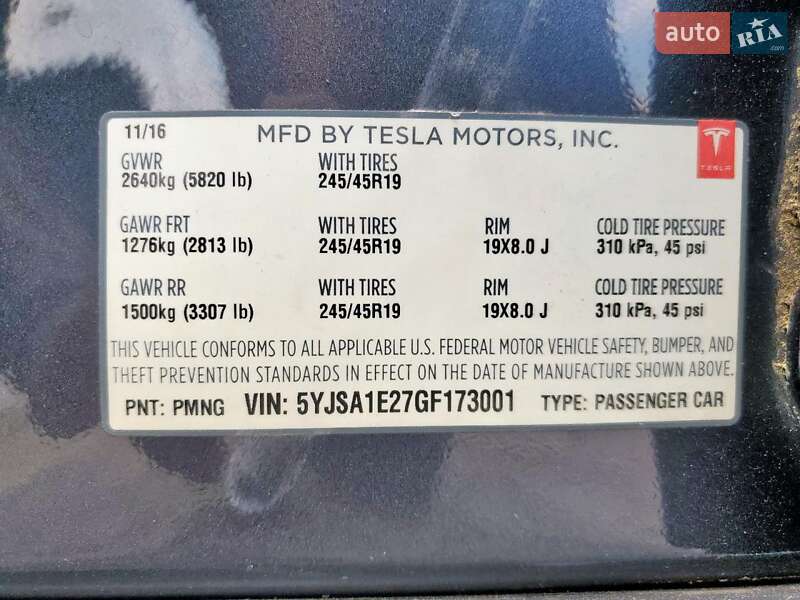 auto RIA.com
11/16 MFD BY TESLA MOTORS, INC.
TESLA
GVWR WITH TIRES
2640kg (5820 lb) 245/45R19
GAWR FRT WITH TIRES RIM COLD TIRE PRESSURE
1276kg (2813 lb) 245/45R19 19X8.0 J 310 kPa, 45 psi
GAWR RR WITH TIRES RIM COLD TIRE PRESSURE
1500kg (3307 lb) 245/45R19 19X8.0 J 310 kPa, 45 psi
THIS VEHICLE CONFORMS TO ALL APPLICABLE U.S. FEDERAL MOTOR VEHICLE SAFETY, BUMPER, AND
THEFT PREVENTION STANDARDS IN EFFECT ON THE DATE OF MANUFACTURE SHOWN ABOVE.
PNT: PMNG VIN: 5YJSA1E27GF173001 TYPE: PASSENGER CAR